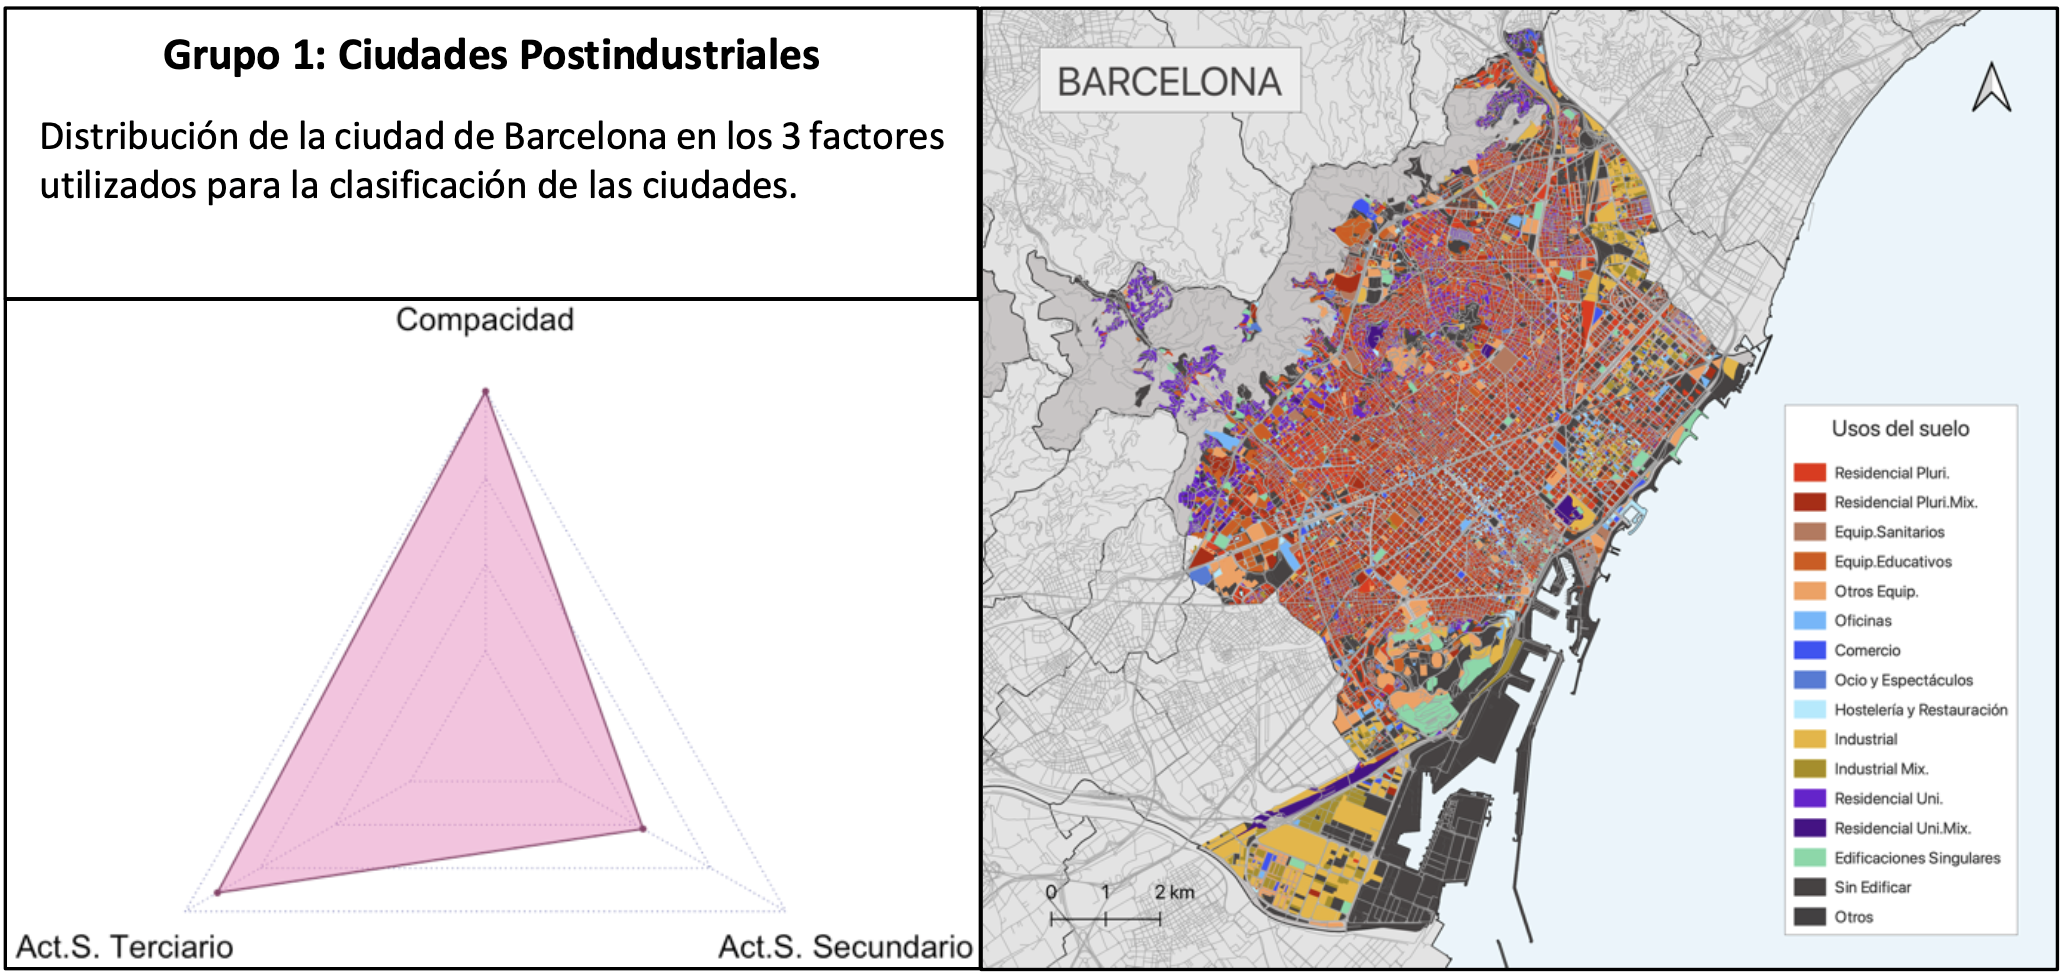 Grupo 1: Ciudades Postindustriales
Distribución de la ciudad de Barcelona en los 3 factores
utilizados para la clasificación de las ciudades.
Compacidad
Act.S. Terciario
Act.S. Secundario
BARCELONA
Usos del suelo
Residencial Pluri.
Residencial Pluri.Mix.
Equip.Sanitarios
Equip.Educativos
Otros Equip.
Oficinas
Comercio
Ocio y Espectáculos
Hostelería y Restauración
Industrial
Industrial Mix.
Residencial Uni.
Residencial Uni.Mix.
Edificaciones Singulares
Sin Edificar
Otros
0 1 2 km